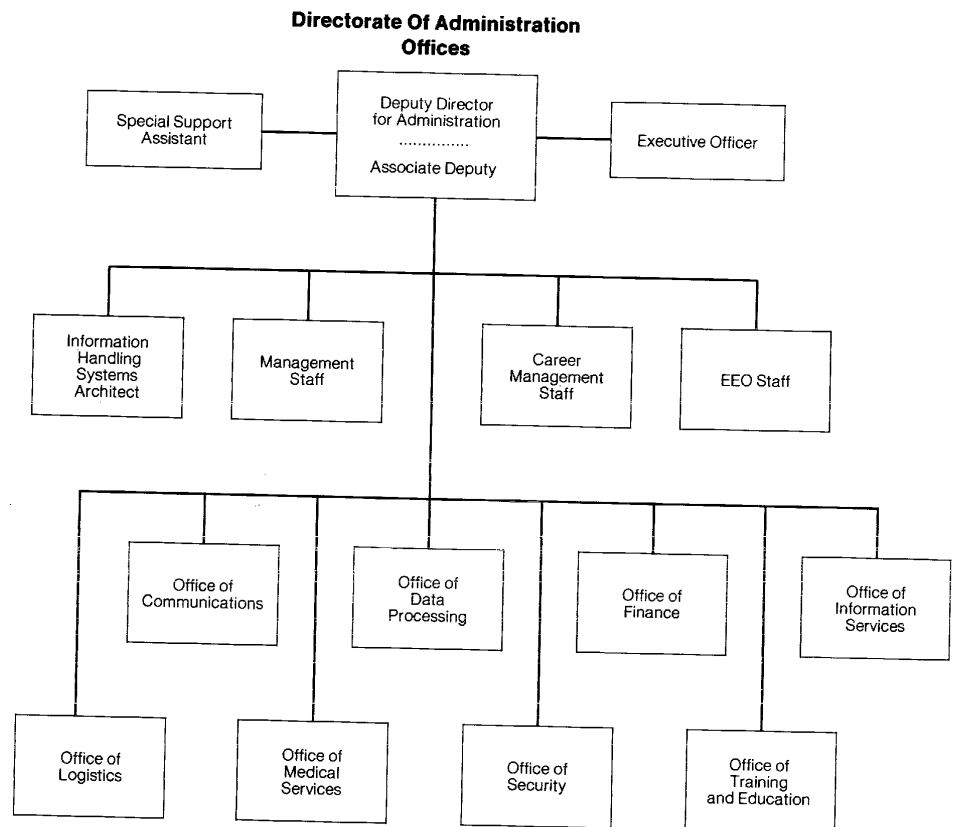 Directorate Of Administration
Offices
Special Support
Assistant
Deputy Director
for Administration
...............
Associate Deputy
Executive Officer
Information
Handling
Systems
Architect
Management
Staff
Career
Management
Staff
EEO Staff
Office of
Communications
Office of
Data
Processing
Office of
Finance
Office of
Information
Services
Office of
Logistics
Office of
Medical
Services
Office of
Security
Office of
Training
and Education